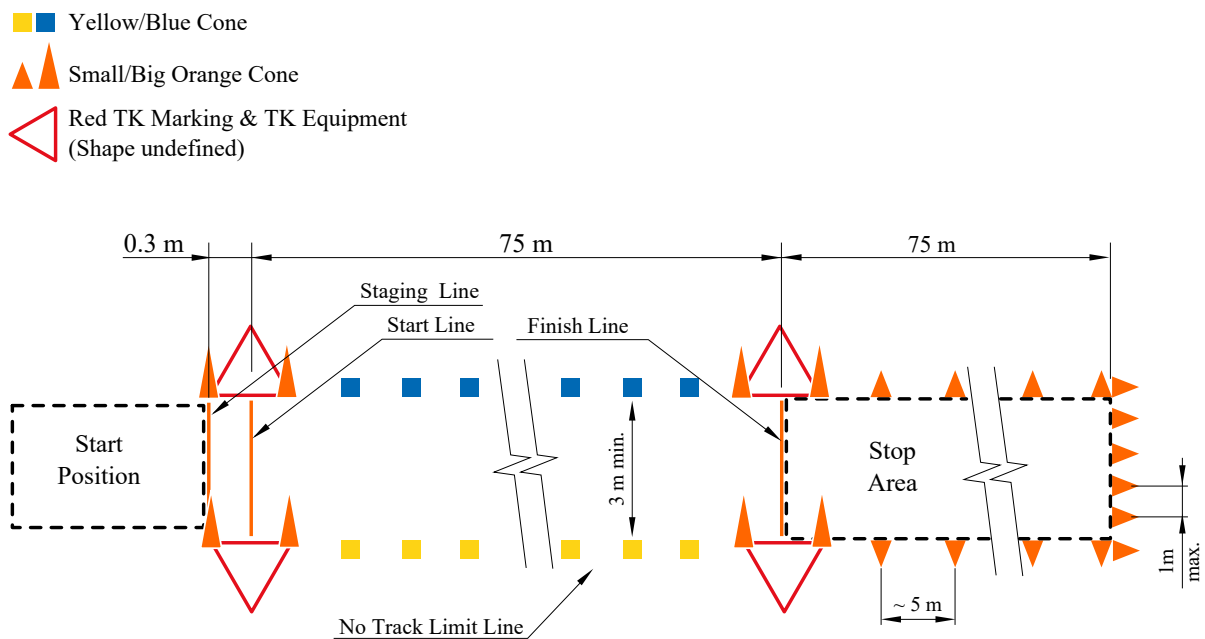 Yellow/Blue Cone
Small/Big Orange Cone
Red TK Marking & TK Equipment
(Shape undefined)
0.3 m
75 m
75 m
Staging Line
Start Line
Finish Line
Start
Position
3 m min.
Stop
Area
1m
max.
~ 5 m
No Track Limit Line